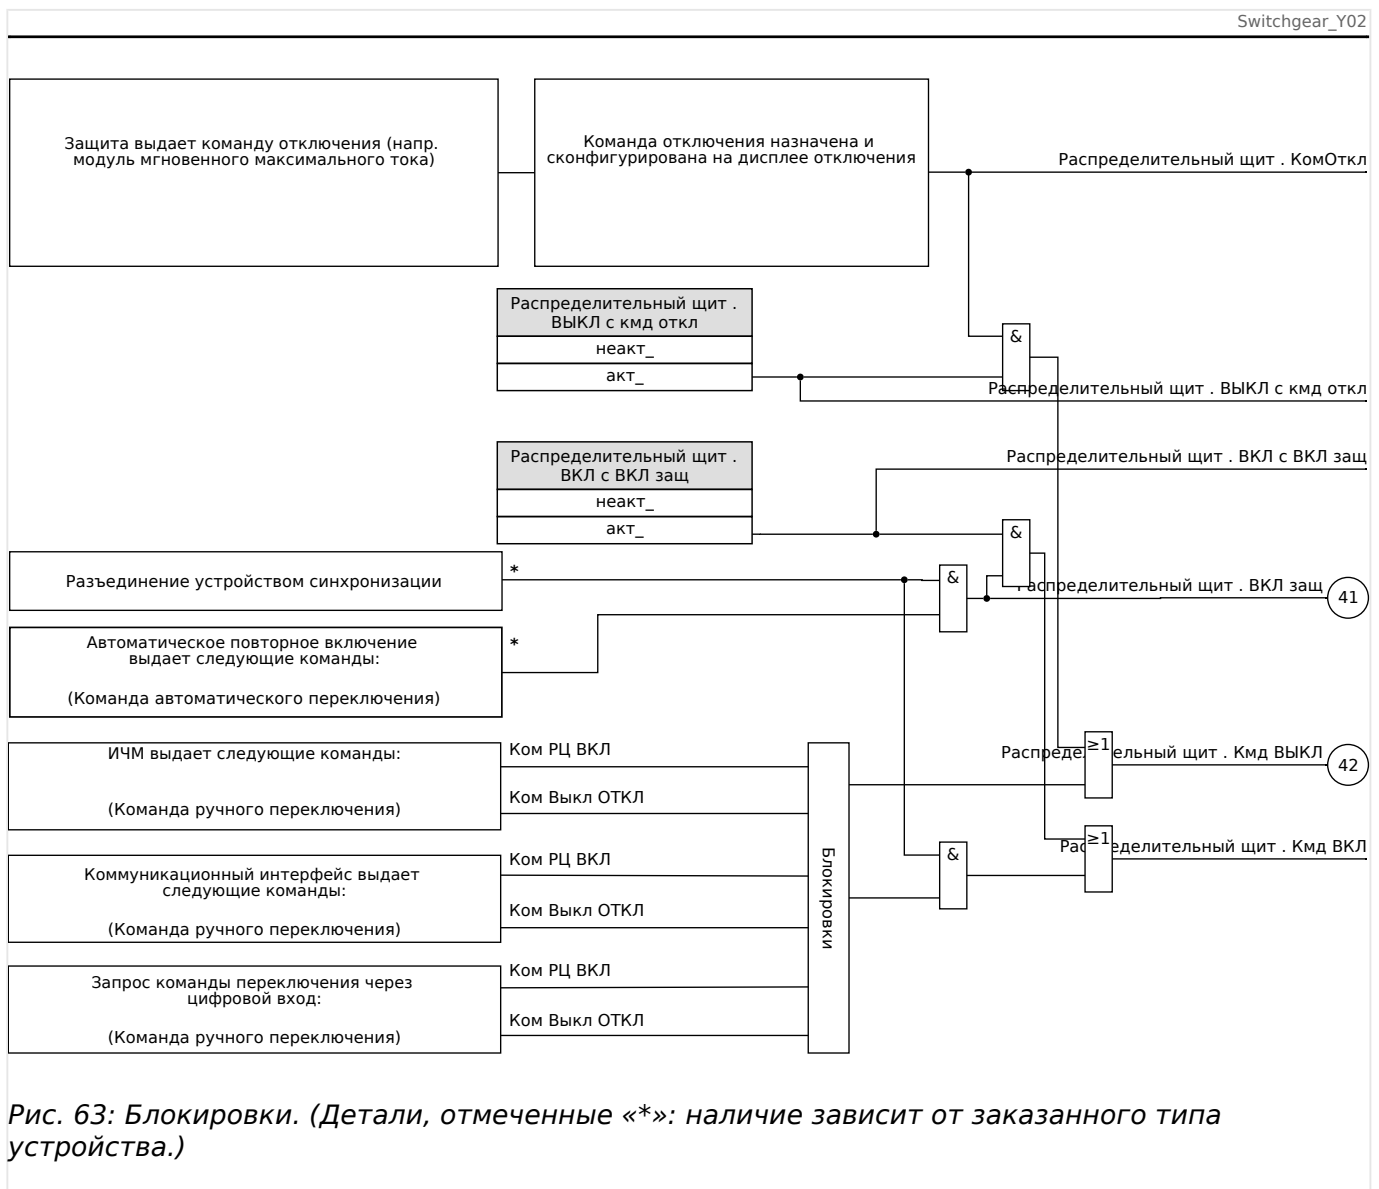 Switchgear_Y02
Защита выдает команду отключения (напр.
модуль мгновенного максимального тока)
Команда отключения назначена и
сконфигурирована на дисплее отключения
Распределительный щит . КомОткл
Распределительный щит .
ВЫКЛ с кмд откл
неакт_
акт_
&
Распределительный щит . ВЫКЛ с кмд откл
Распределительный щит .
ВКЛ с ВКЛ защ
неакт_
акт_
Распределительный щит . ВКЛ с ВКЛ защ
&
Разъединение устройством синхронизации
*
&
Распределительный щит . ВКЛ защ
41
Автоматическое повторное включение
выдает следующие команды:
(Команда автоматического переключения)
*
ИЧМ выдает следующие команды:
(Команда ручного переключения)
Ком РЦ ВКЛ
Ком Выкл ОТКЛ
≥1
Распределительный щит . Кмд ВЫКЛ
42
Коммуникационный интерфейс выдает
следующие команды:
(Команда ручного переключения)
Ком РЦ ВКЛ
Ком Выкл ОТКЛ
Блокировки
&
≥1
Распределительный щит . Кмд ВКЛ
Запрос команды переключения через
цифровой вход:
(Команда ручного переключения)
Ком РЦ ВКЛ
Ком Выкл ОТКЛ
Рис. 63: Блокировки. (Детали, отмеченные «*»: наличие зависит от заказанного типа
устройства.)